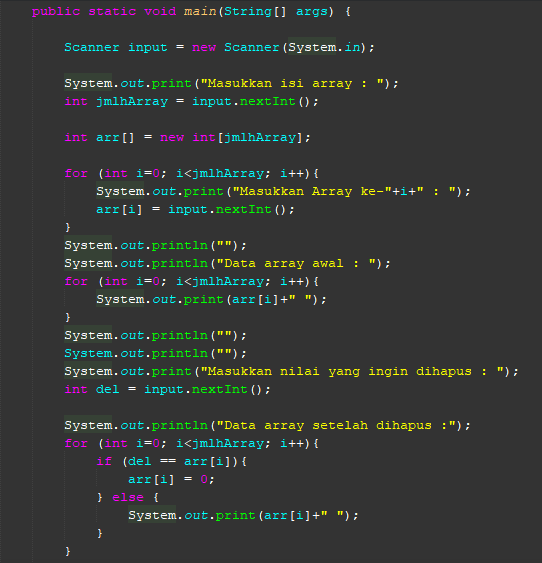 public static void main(String[] args) {
Scanner input = new Scanner(System.in);
System.out.print("Masukkan isi array : ");
int jmlhArray = input.nextInt();
int arr[] = new int[jmlhArray];
for (int i=0; i<jmlhArray; i++){
System.out.print("Masukkan Array ke-"+i+" : ");
arr[i] = input.nextInt();
}
System.out.println("");
System.out.println("Data array awal : ");
for (int i=0; i<jmlhArray; i++){
System.out.print(arr[i]+" ");
}
System.out.println("");
System.out.println("");
System.out.print("Masukkan nilai yang ingin dihapus : ");
int del = input.nextInt();
System.out.println("Data array setelah dihapus :");
for (int i=0; i<jmlhArray; i++){
if (del == arr[i]){
arr[i] = 0;
} else {
System.out.print(arr[i]+" ");
}
}